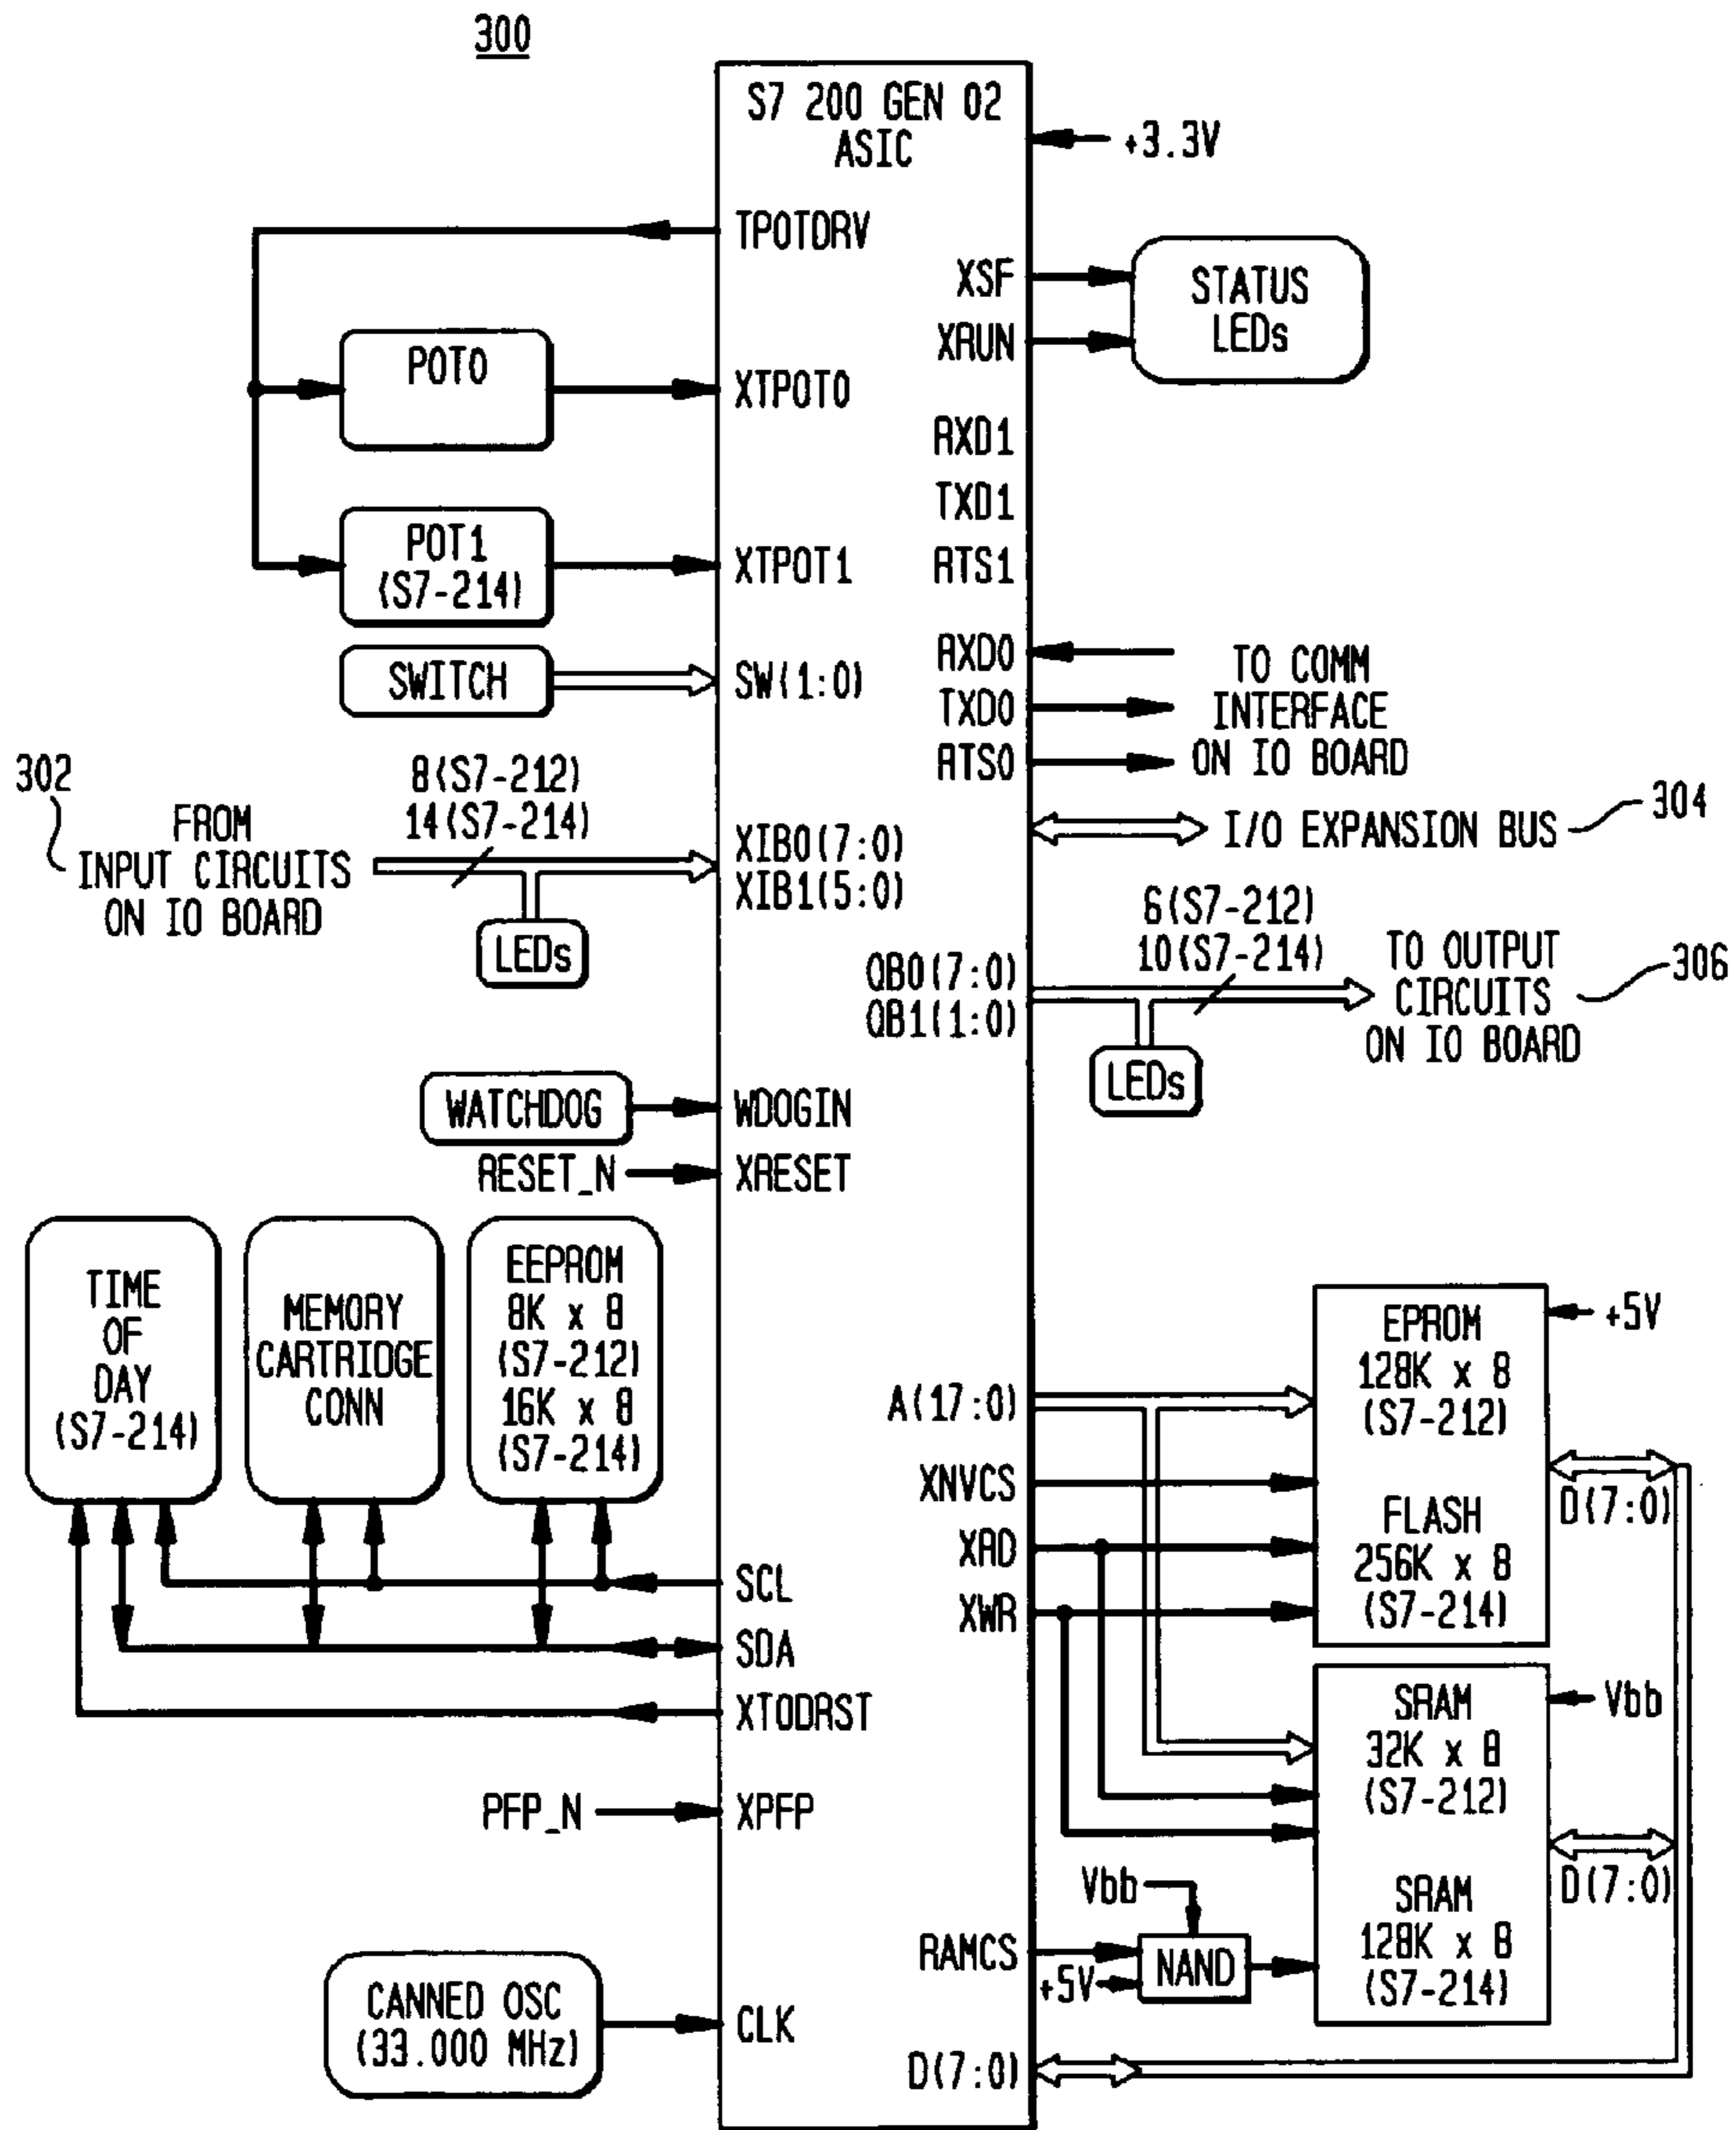 300
S7 200 GEN 02
ASIC
+3.3V
TPOTDRV
XSF
XRUN
STATUS
LEDs
POT0
XTPOT0
RXD1
TXD1
RTS1
POT1
(S7-214)
XTPOT1
SWITCH
SW(1:0)
RXD0
TXD0
RTS0
TO COMM
INTERFACE
ON IO BOARD
302
FROM
INPUT CIRCUITS
ON IO BOARD
8(S7-212)
14(S7-214)
XIB0(7:0)
XIB1(5:0)
LEDs
I/O EXPANSION BUS
304
QB0(7:0)
QB1(1:0)
6(S7-212)
10(S7-214)
TO OUTPUT
CIRCUITS
ON IO BOARD
306
LEDs
WATCHDOG
WDOGIN
RESET_N
XRESET
TIME
OF
DAY
(S7-214)
MEMORY
CARTRIDGE
CONN
EEPROM
8K x 8
(S7-212)
16K x 8
(S7-214)
SCL
SDA
XTODRST
PFP_N
XPFP
CANNED OSC
(33.000 MHz)
CLK
A(17:0)
XNVCS
XRD
XWR
EPROM
128K x 8
(S7-212)
FLASH
256K x 8
(S7-214)
+5V
D(7:0)
SRAM
32K x 8
(S7-212)
SRAM
128K x 8
(S7-214)
Vbb
D(7:0)
Vbb
RAMCS
+5V
NAND
D(7:0)